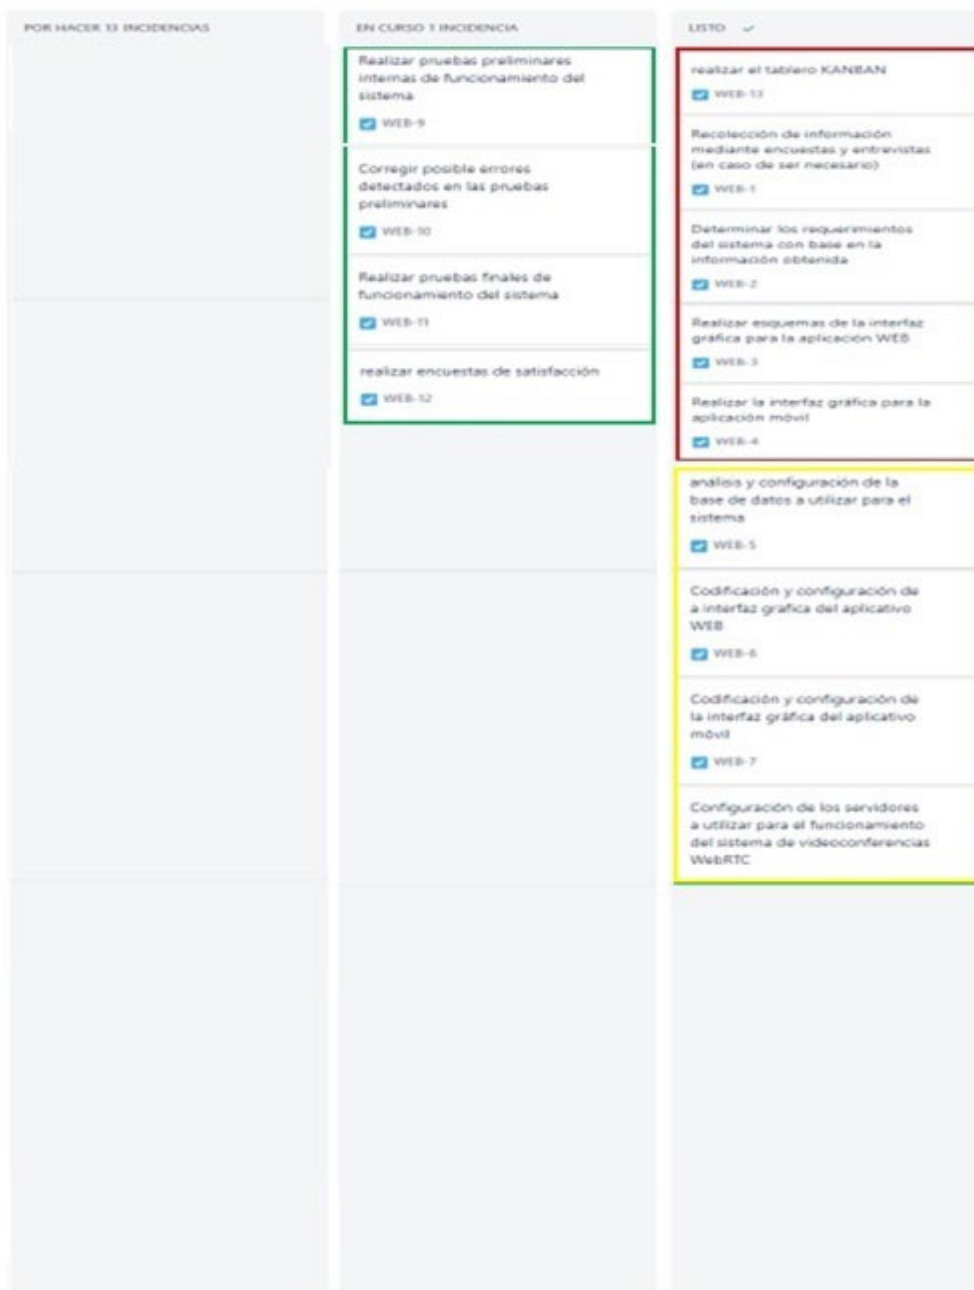 POR HACER 13 INCIDENCIAS
EN CURSO 1 INCIDENCIA
Realizar pruebas preliminares
internas de funcionamiento del
sistema
WEB-9
Corregir posible errores
detectados en las pruebas
preliminares
WEB-10
Realizar pruebas finales de
funcionamiento del sistema
WEB-11
realizar encuestas de satisfacción
WEB-12
LISTO
realizar el tablero KANBAN
WEB-13
Recolección de información
mediante encuestas y entrevistas
(en caso de ser necesario)
WEB-1
Determinar los requerimientos
del sistema con base en la
información obtenida
WEB-2
Realizar esquemas de la interfaz
gráfica para la aplicación WEB
WEB-3
Realizar la interfaz gráfica para la
aplicación móvil
WEB-4
análisis y configuración de la
base de datos a utilizar para el
sistema
WEB-5
Codificación y configuración de
a interfaz grafica del aplicativo
WEB
WEB-6
Codificación y configuración de
la interfaz gráfica del aplicativo
móvil
WEB-7
Configuración de los servidores
a utilizar para el funcionamiento
del sistema de videoconferencias
WebRTC